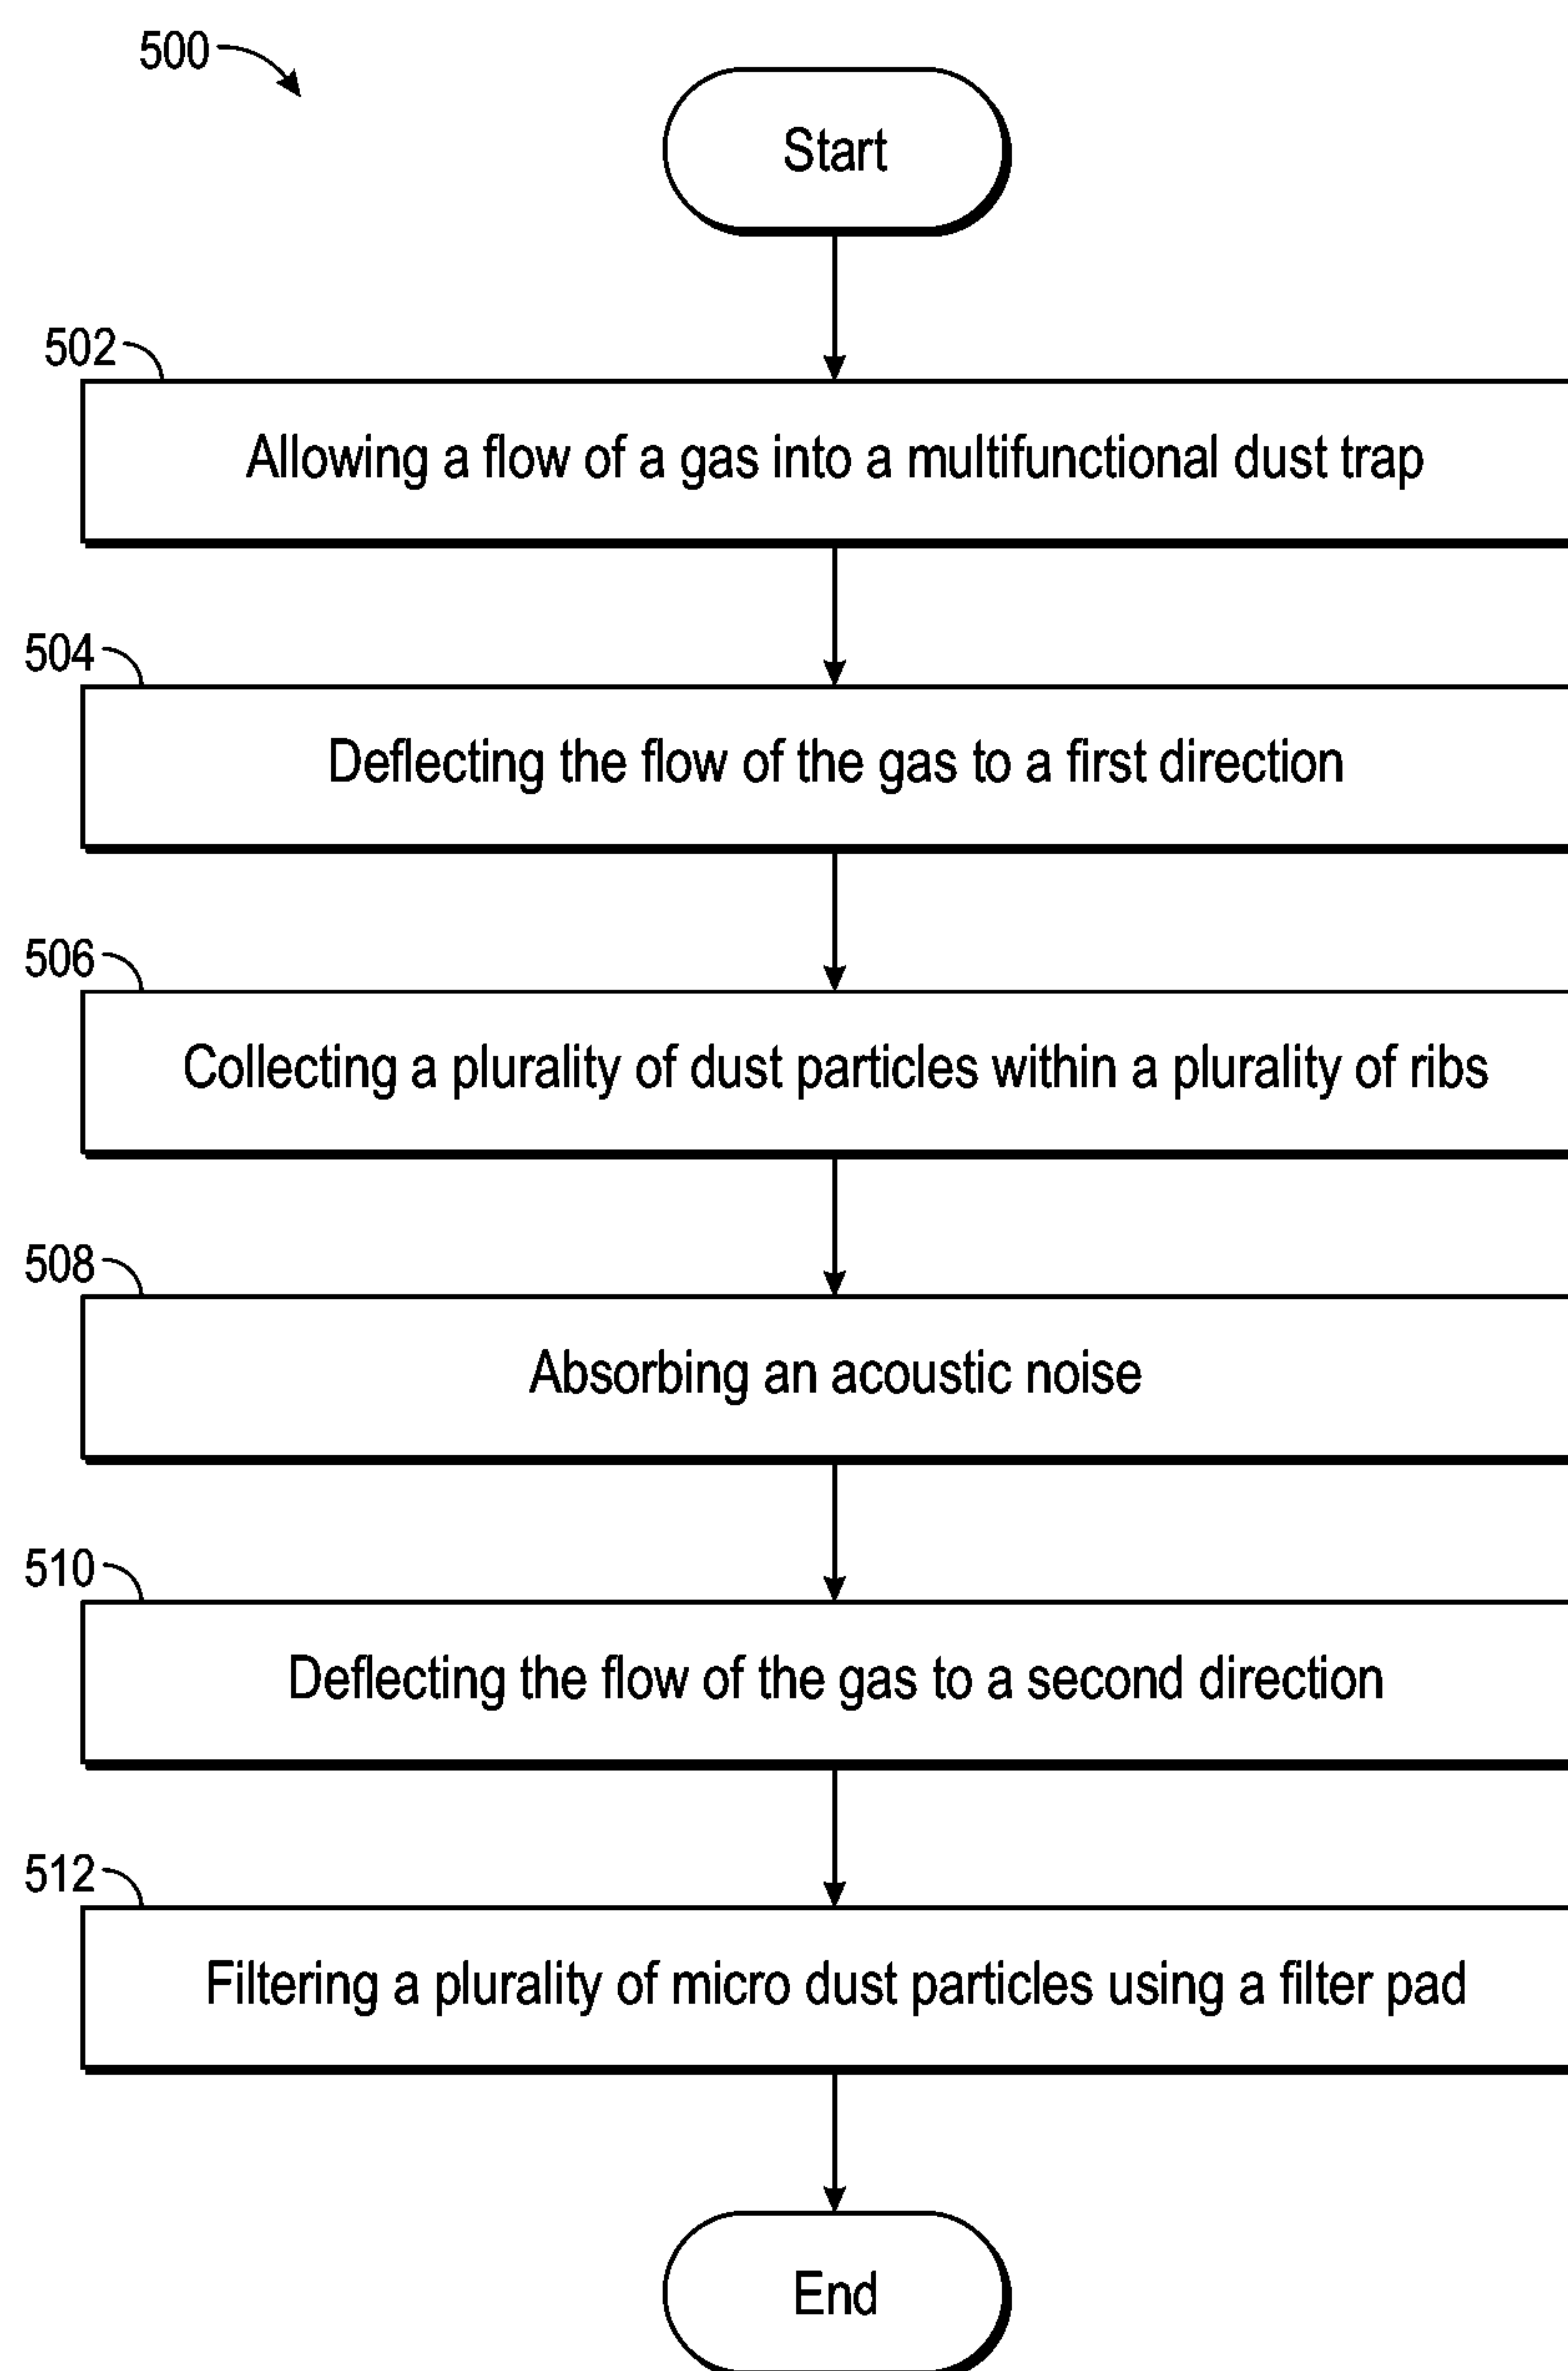 500
Start
502
Allowing a flow of a gas into a multifunctional dust trap
504
Deflecting the flow of the gas to a first direction
506
Collecting a plurality of dust particles within a plurality of ribs
508
Absorbing an acoustic noise
510
Deflecting the flow of the gas to a second direction
512
Filtering a plurality of micro dust particles using a filter pad
End